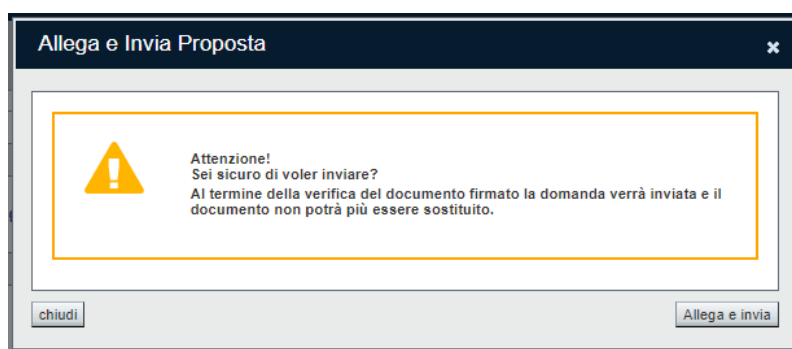 Allega e Invia Proposta
Attenzione!
Sei sicuro di voler inviare?
Al termine della verifica del documento firmato la domanda verrà inviata e il
documento non potrà più essere sostituito.
chiudi
Allega e invia